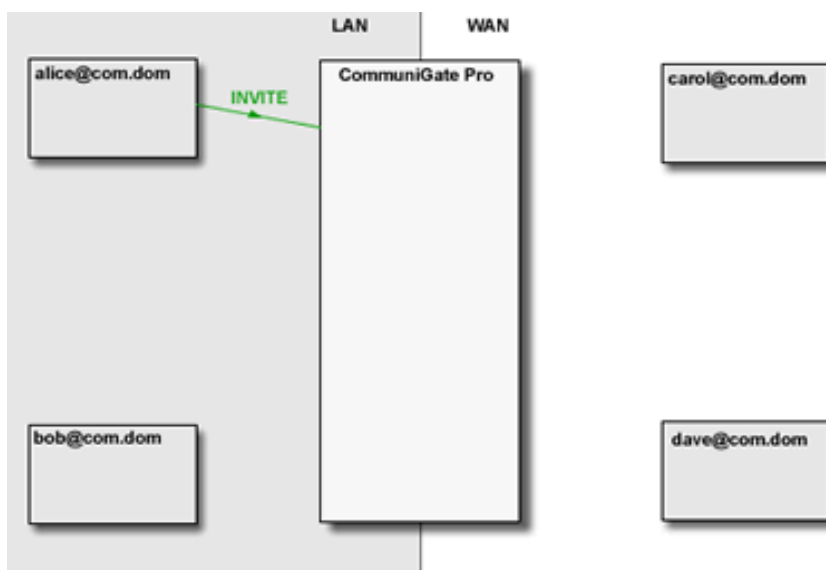 LAN WAN
alice@com.dom
CommuniGate Pro
carol@com.dom
INVITE
bob@com.dom
dave@com.dom